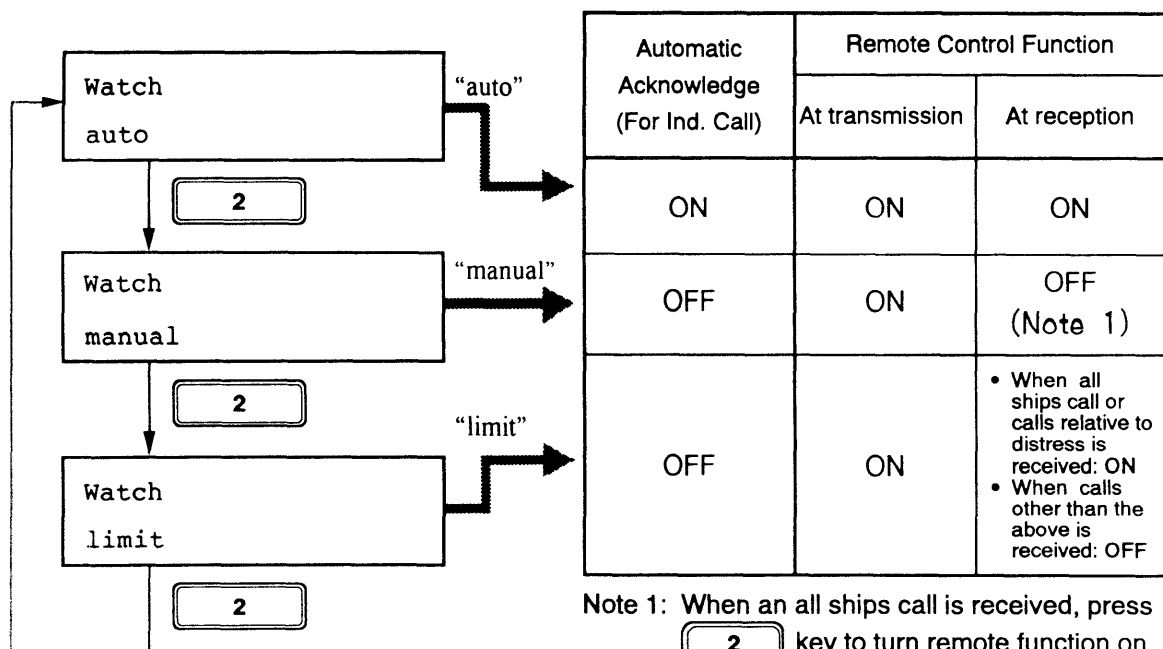 Watch
auto
"auto"
2
Watch
manual
"manual"
2
Watch
limit
"limit"
2
Automatic
Acknowledge
(For Ind. Call)
Remote Control Function
At transmission
At reception
ON
ON
ON
OFF
ON
OFF
(Note 1)
OFF
ON
• When all
ships call or
calls relative to
distress is
received: ON
• When calls
other than the
above is
received: OFF
Note 1: When an all ships call is received, press
2 key to turn remote function on